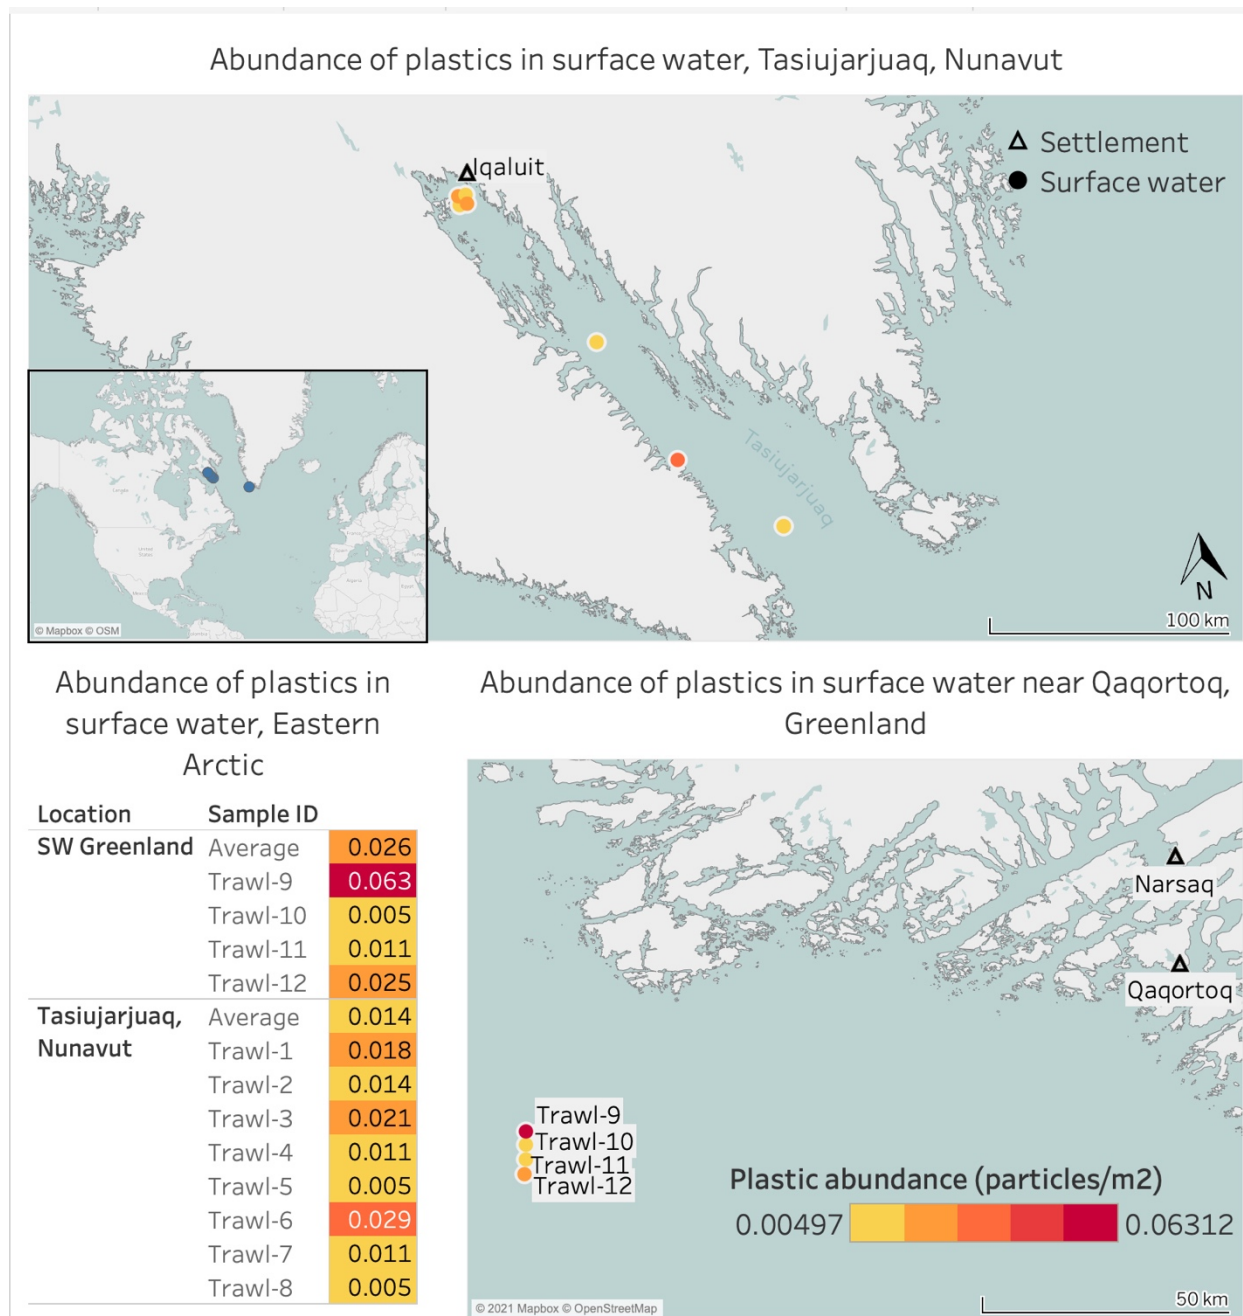 Abundance of plastics in surface water, Tasiujarjuaq, Nunavut
Iqaluit
Settlement
Surface water
Tasiujarjuaq
N
100 km
© Mapbox © OSM
Abundance of plastics in
surface water, Eastern
Arctic
Location Sample ID
SW Greenland Average 0.026
Trawl-9 0.063
Trawl-10 0.005
Trawl-11 0.011
Trawl-12 0.025
Tasiujarjuaq, Average 0.014
Nunavut Trawl-1 0.018
Trawl-2 0.014
Trawl-3 0.021
Trawl-4 0.011
Trawl-5 0.005
Trawl-6 0.029
Trawl-7 0.011
Trawl-8 0.005
Abundance of plastics in surface water near Qaqortoq,
Greenland
Narsaq
Qaqortoq
Trawl-9
Trawl-10
Trawl-11
Trawl-12
Plastic abundance (particles/m2)
0.00497 0.06312
50 km
© 2021 Mapbox © OpenStreetMap